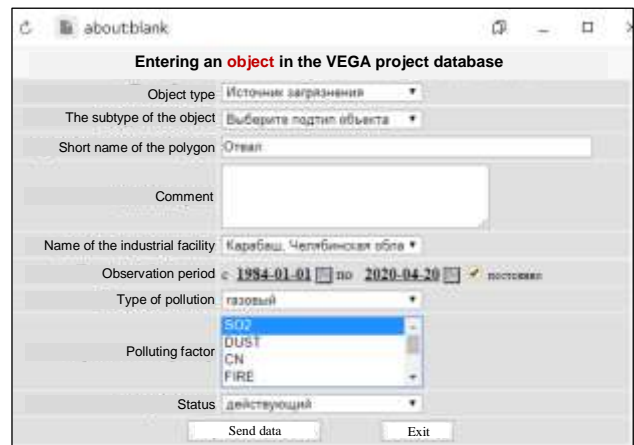 about:blank
Entering an object in the VEGA project database
Object type Источник загрязнения
The subtype of the object Выберите подтип объекта
Short name of the polygon Отвал
Comment
Name of the industrial facility Карабаш, Челябинская обла
Observation period с 1984-01-01 по 2020-04-20 постоянно
Type of pollution газовый
Polluting factor
SO2
DUST
CN
FIRE
Status действующий
Send data Exit